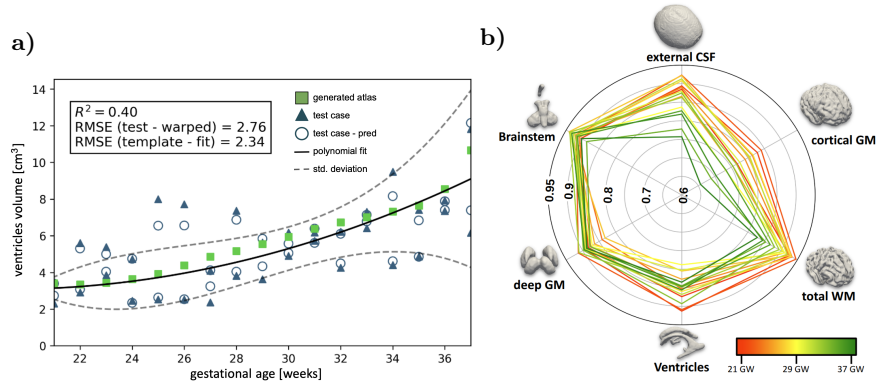 a)
ventricles volume [cm³]
14
12
10
8
6
4
2
0
R² = 0.40
RMSE (test - warped) = 2.76
RMSE (template - fit) = 2.34
generated atlas
test case
test case - pred
polynomial fit
std. deviation
22 24 26 28 30 32 34 36
gestational age [weeks]
b)
external CSF
Brainstem
cortical GM
0.95 0.9 0.8 0.7 0.6
deep GM
total WM
Ventricles
21 GW 29 GW 37 GW